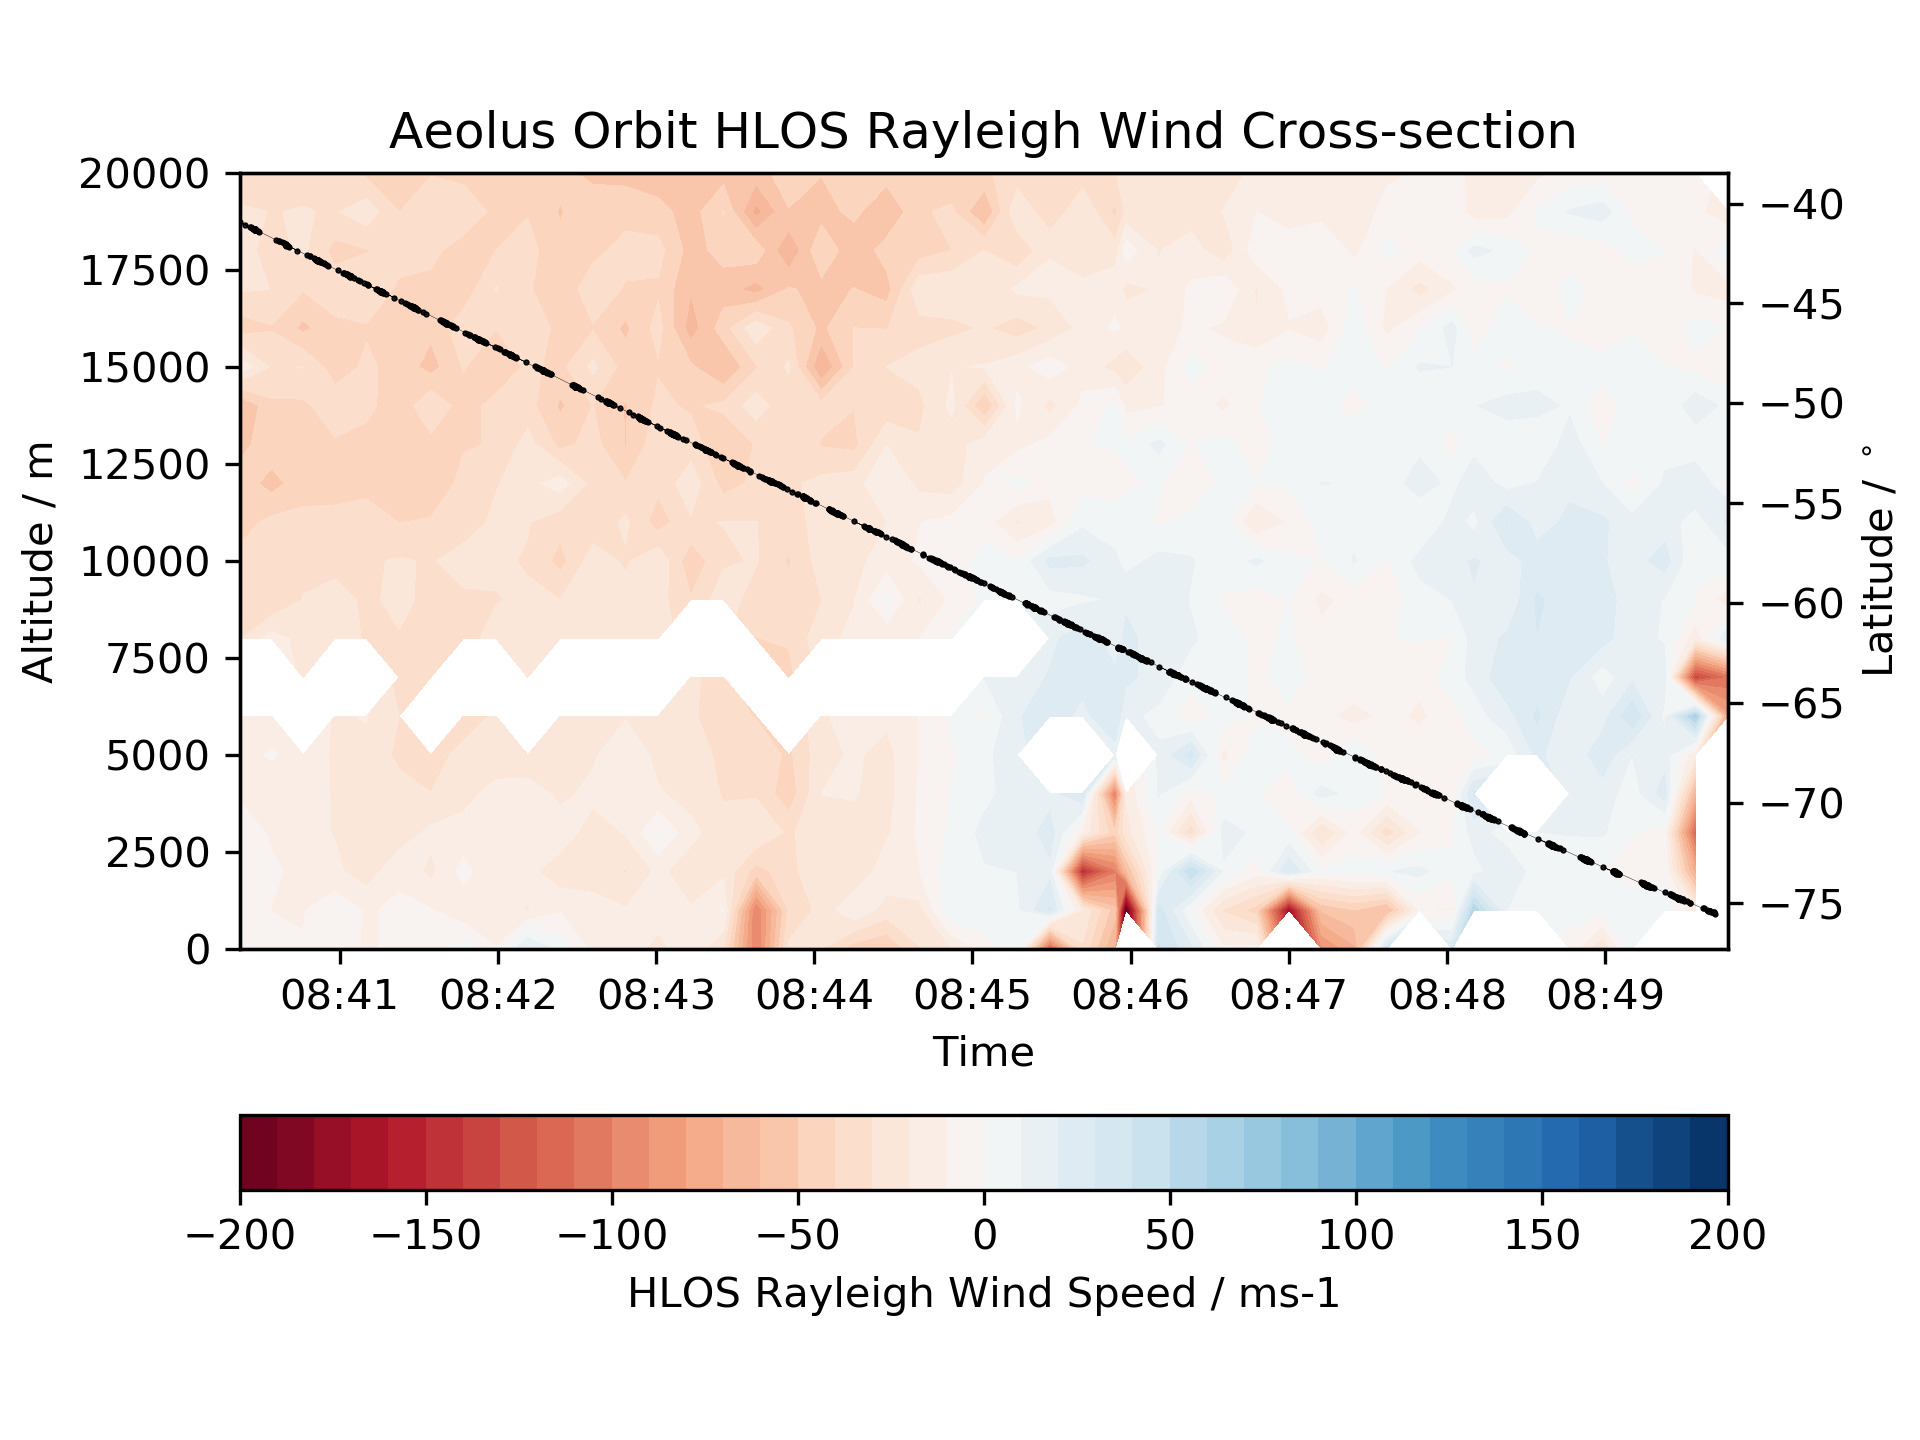 Aeolus Orbit HLOS Rayleigh Wind Cross-section
20000
17500
15000
12500
10000
7500
5000
2500
0
Altitude / m
−40
−45
−50
−55
−60
−65
−70
−75
Latitude / °
08:41 08:42 08:43 08:44 08:45 08:46 08:47 08:48 08:49
Time
−200 −150 −100 −50 0 50 100 150 200
HLOS Rayleigh Wind Speed / ms-1